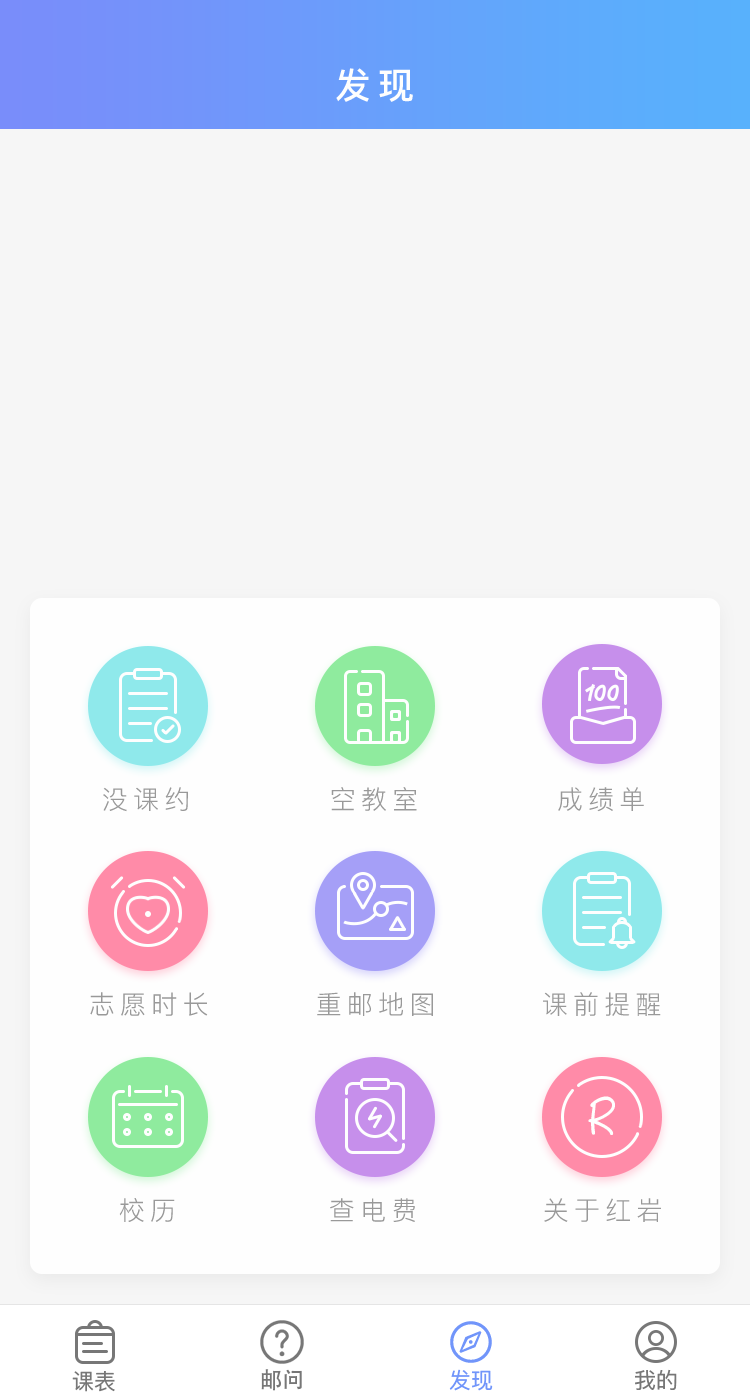 发现
100
没课约 空教室 成绩单
R
志愿时长 重邮地图 课前提醒
校历 查电费 关于红岩
课表 邮问 发现 我的